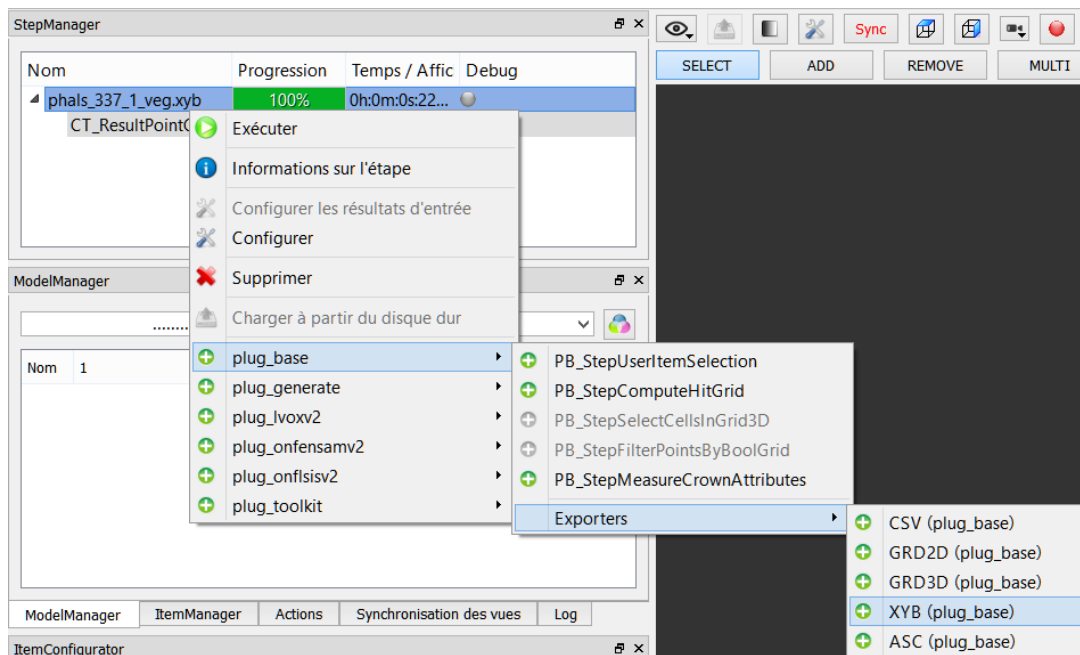 StepManager
Sync
SELECT ADD REMOVE MULTI
Nom Progression Temps / Affic Debug
phals_337_1_veg.xyb 100% 0h:0m:0s:22...
CT_ResultPointC
Exécuter
Informations sur l'étape
Configurer les résultats d'entrée
Configurer
Supprimer
Charger à partir du disque dur
plug_base
plug_generate
plug_lvoxv2
plug_onfensamv2
plug_onflsisv2
plug_toolkit
ModelManager
.........
Nom 1
PB_StepUserItemSelection
PB_StepComputeHitGrid
PB_StepSelectCellsInGrid3D
PB_StepFilterPointsByBoolGrid
PB_StepMeasureCrownAttributes
Exporters
CSV (plug_base)
GRD2D (plug_base)
GRD3D (plug_base)
XYB (plug_base)
ASC (plug_base)
ModelManager ItemManager Actions Synchronisation des vues Log
ItemConfigurator